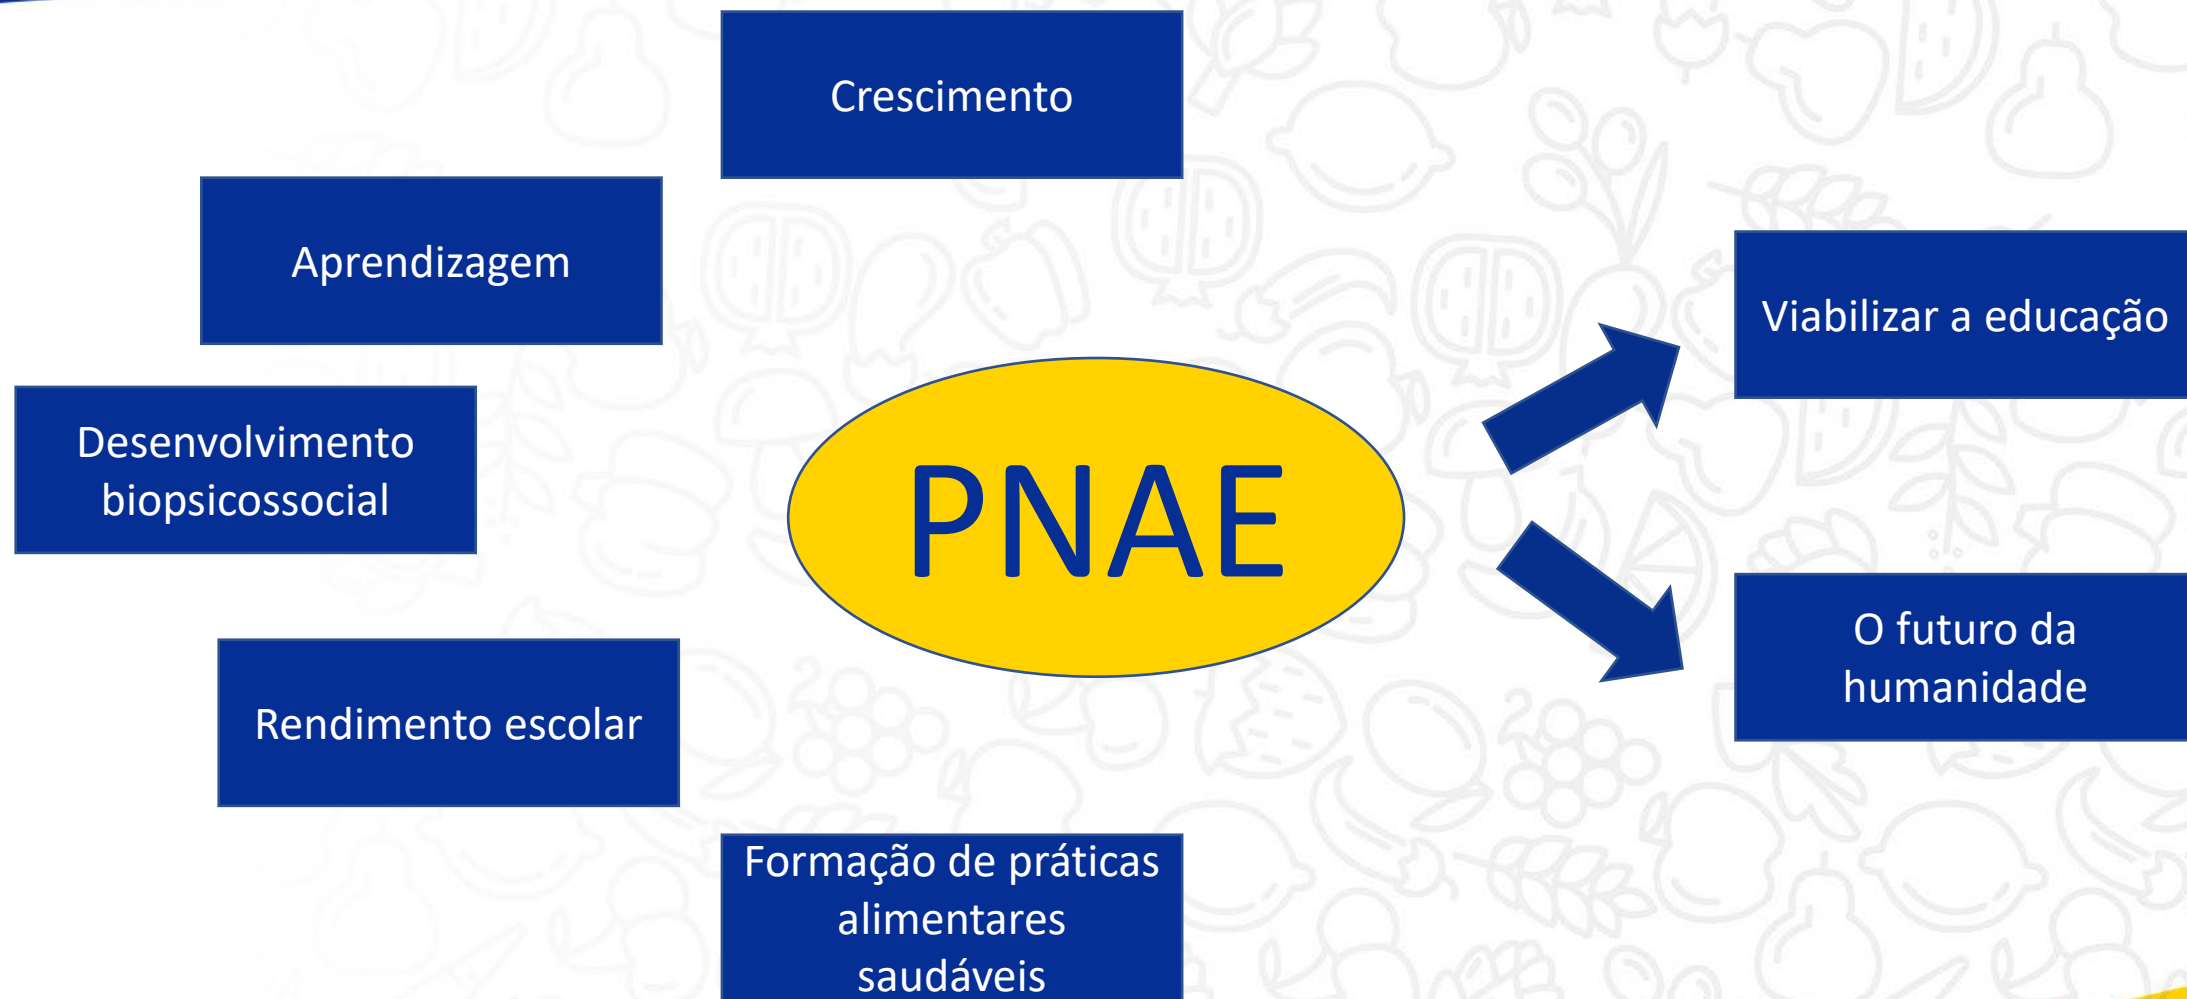 Crescimento
Aprendizagem
Viabilizar a educação
Desenvolvimento
biopsicossocial
PNAE
O futuro da
humanidade
Rendimento escolar
Formação de práticas
alimentares
saudáveis